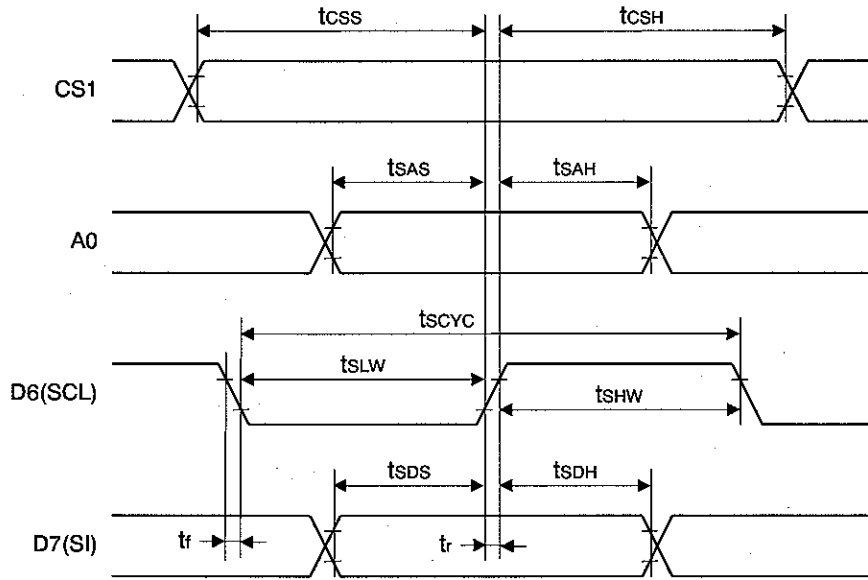 tCSS tCSH
CS1
tSAS tSAH
A0
tSCYC
tSLW
D6(SCL)
tSHW
tSDS tSDH
D7(SI)
tf tr